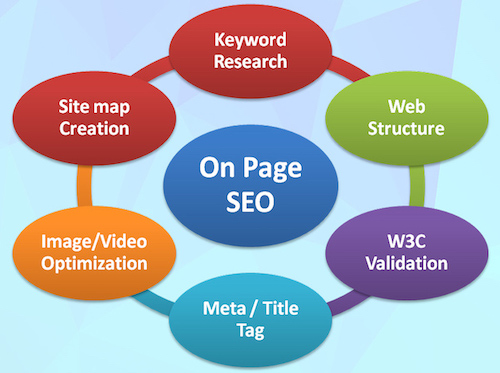 Keyword
Research
Site map
Creation
Web
Structure
On Page
SEO
Image/Video
Optimization
W3C
Validation
Meta / Title
Tag